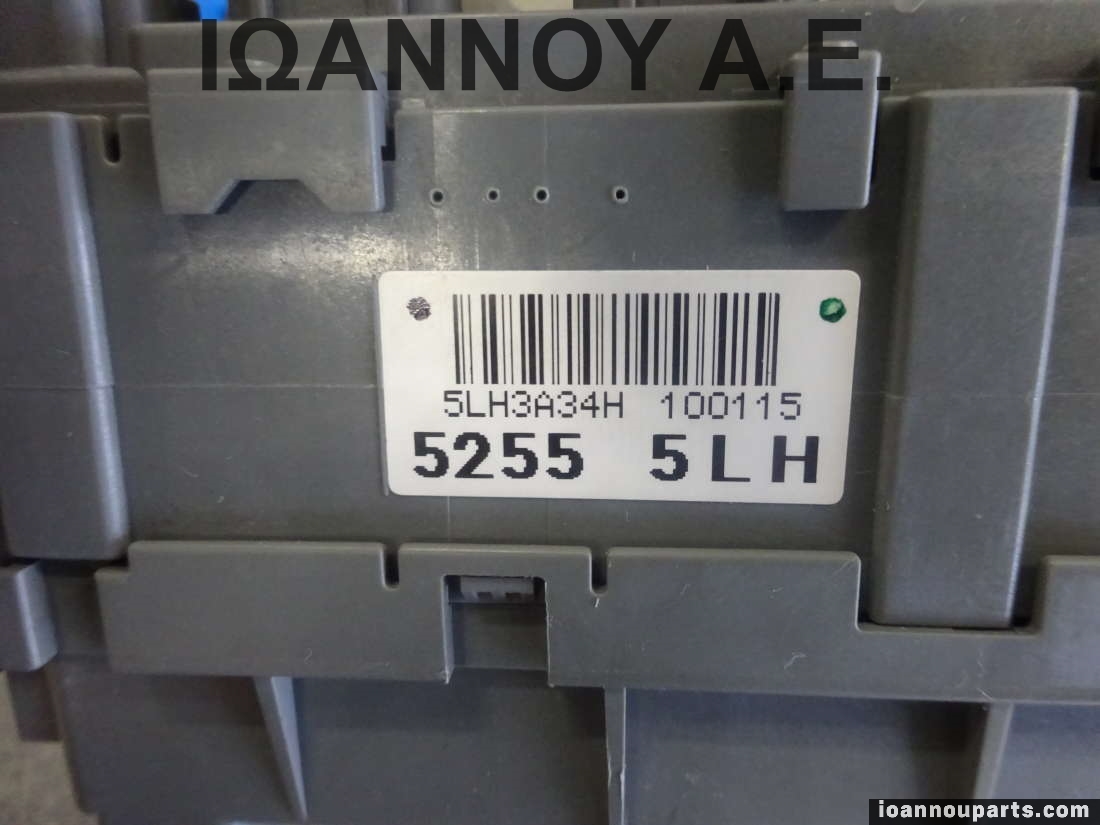 ΙΩΑΝΝΟΥ Α.Ε.
5LH3A34H 100115
5255 5LH
ioannouparts.com